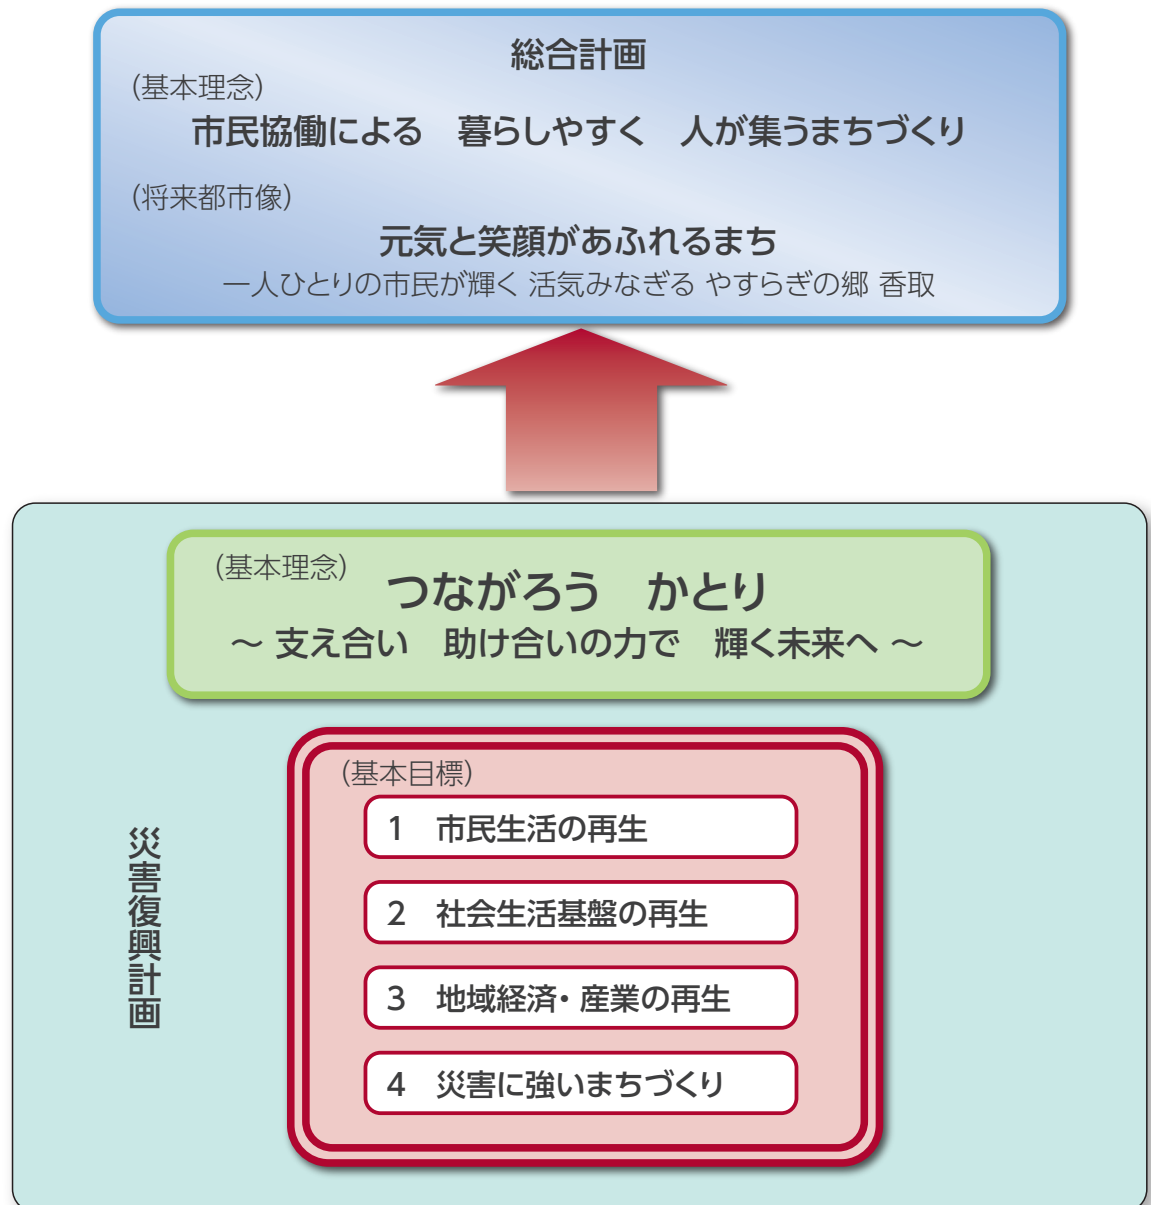 総合計画
(基本理念)
市民協働による　暮らしやすく　人が集うまちづくり
(将来都市像)
元気と笑顔があふれるまち
一人ひとりの市民が輝く 活気みなぎる やすらぎの郷 香取
(基本理念)
つながろう　かとり
～ 支え合い　助け合いの力で　輝く未来へ ～
災害復興計画
(基本目標)
1　市民生活の再生
2　社会生活基盤の再生
3　地域経済・産業の再生
4　災害に強いまちづくり